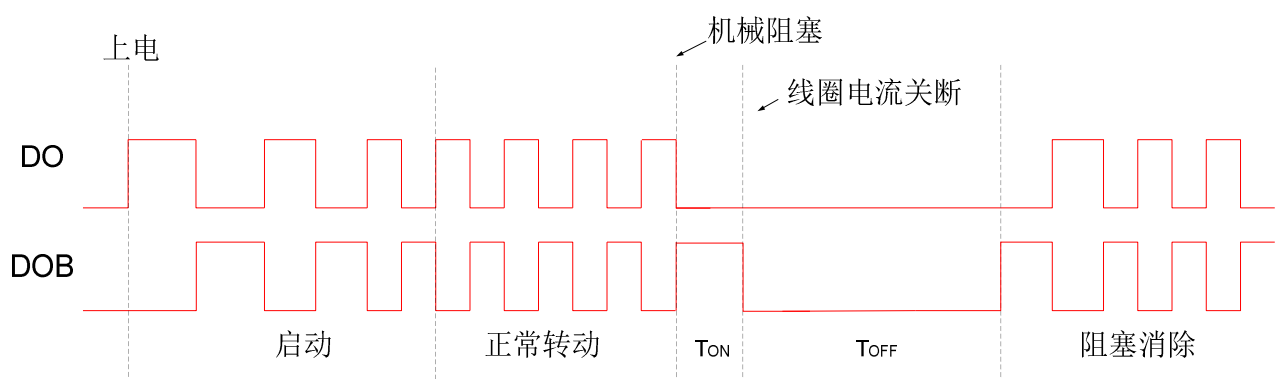 机械阻塞
上电
线圈电流关断
DO
DOB
启动
正常转动
TON
TOFF
阻塞消除